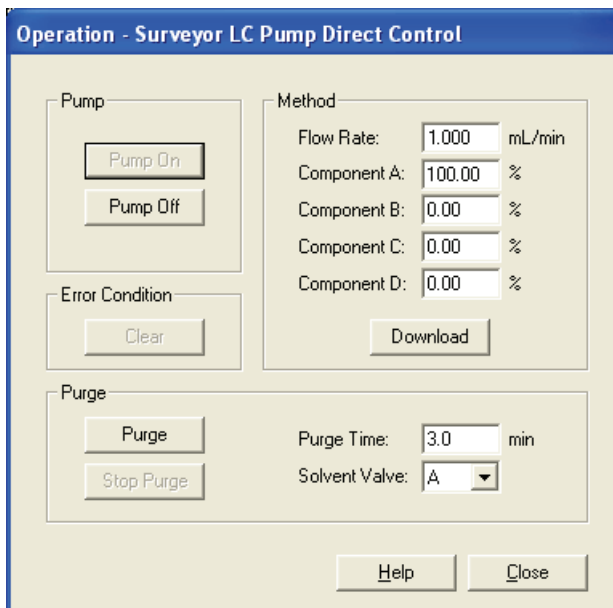 Operation - Surveyor LC Pump Direct Control
Pump
Pump On
Pump Off
Error Condition
Clear
Method
Flow Rate: 1.000 mL/min
Component A: 100.00 %
Component B: 0.00 %
Component C: 0.00 %
Component D: 0.00 %
Download
Purge
Purge
Stop Purge
Purge Time: 3.0 min
Solvent Valve: A
Help
Close